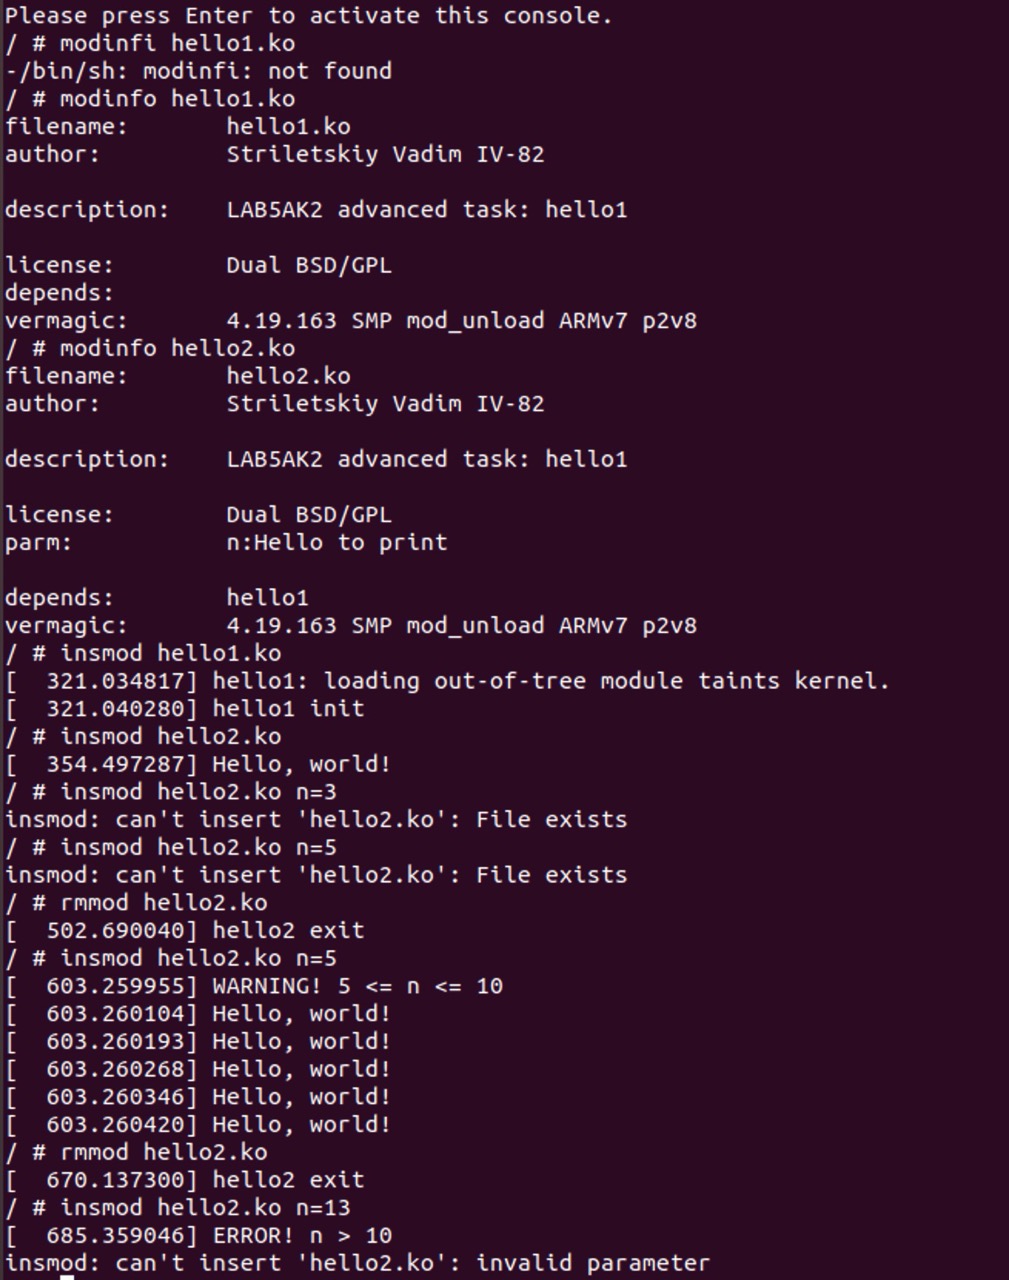 Please press Enter to activate this console.
/ # modinfi hello1.ko
-/bin/sh: modinfi: not found
/ # modinfo hello1.ko
filename:       hello1.ko
author:         Striletskiy Vadim IV-82
description:    LAB5AK2 advanced task: hello1
license:        Dual BSD/GPL
depends:
vermagic:       4.19.163 SMP mod_unload ARMv7 p2v8
/ # modinfo hello2.ko
filename:       hello2.ko
author:         Striletskiy Vadim IV-82
description:    LAB5AK2 advanced task: hello1
license:        Dual BSD/GPL
parm:           n:Hello to print
depends:        hello1
vermagic:       4.19.163 SMP mod_unload ARMv7 p2v8
/ # insmod hello1.ko
[  321.034817] hello1: loading out-of-tree module taints kernel.
[  321.040280] hello1 init
/ # insmod hello2.ko
[  354.497287] Hello, world!
/ # insmod hello2.ko n=3
insmod: can't insert 'hello2.ko': File exists
/ # insmod hello2.ko n=5
insmod: can't insert 'hello2.ko': File exists
/ # rmmod hello2.ko
[  502.690040] hello2 exit
/ # insmod hello2.ko n=5
[  603.259955] WARNING! 5 <= n <= 10
[  603.260104] Hello, world!
[  603.260193] Hello, world!
[  603.260268] Hello, world!
[  603.260346] Hello, world!
[  603.260420] Hello, world!
/ # rmmod hello2.ko
[  670.137300] hello2 exit
/ # insmod hello2.ko n=13
[  685.359046] ERROR! n > 10
insmod: can't insert 'hello2.ko': invalid parameter